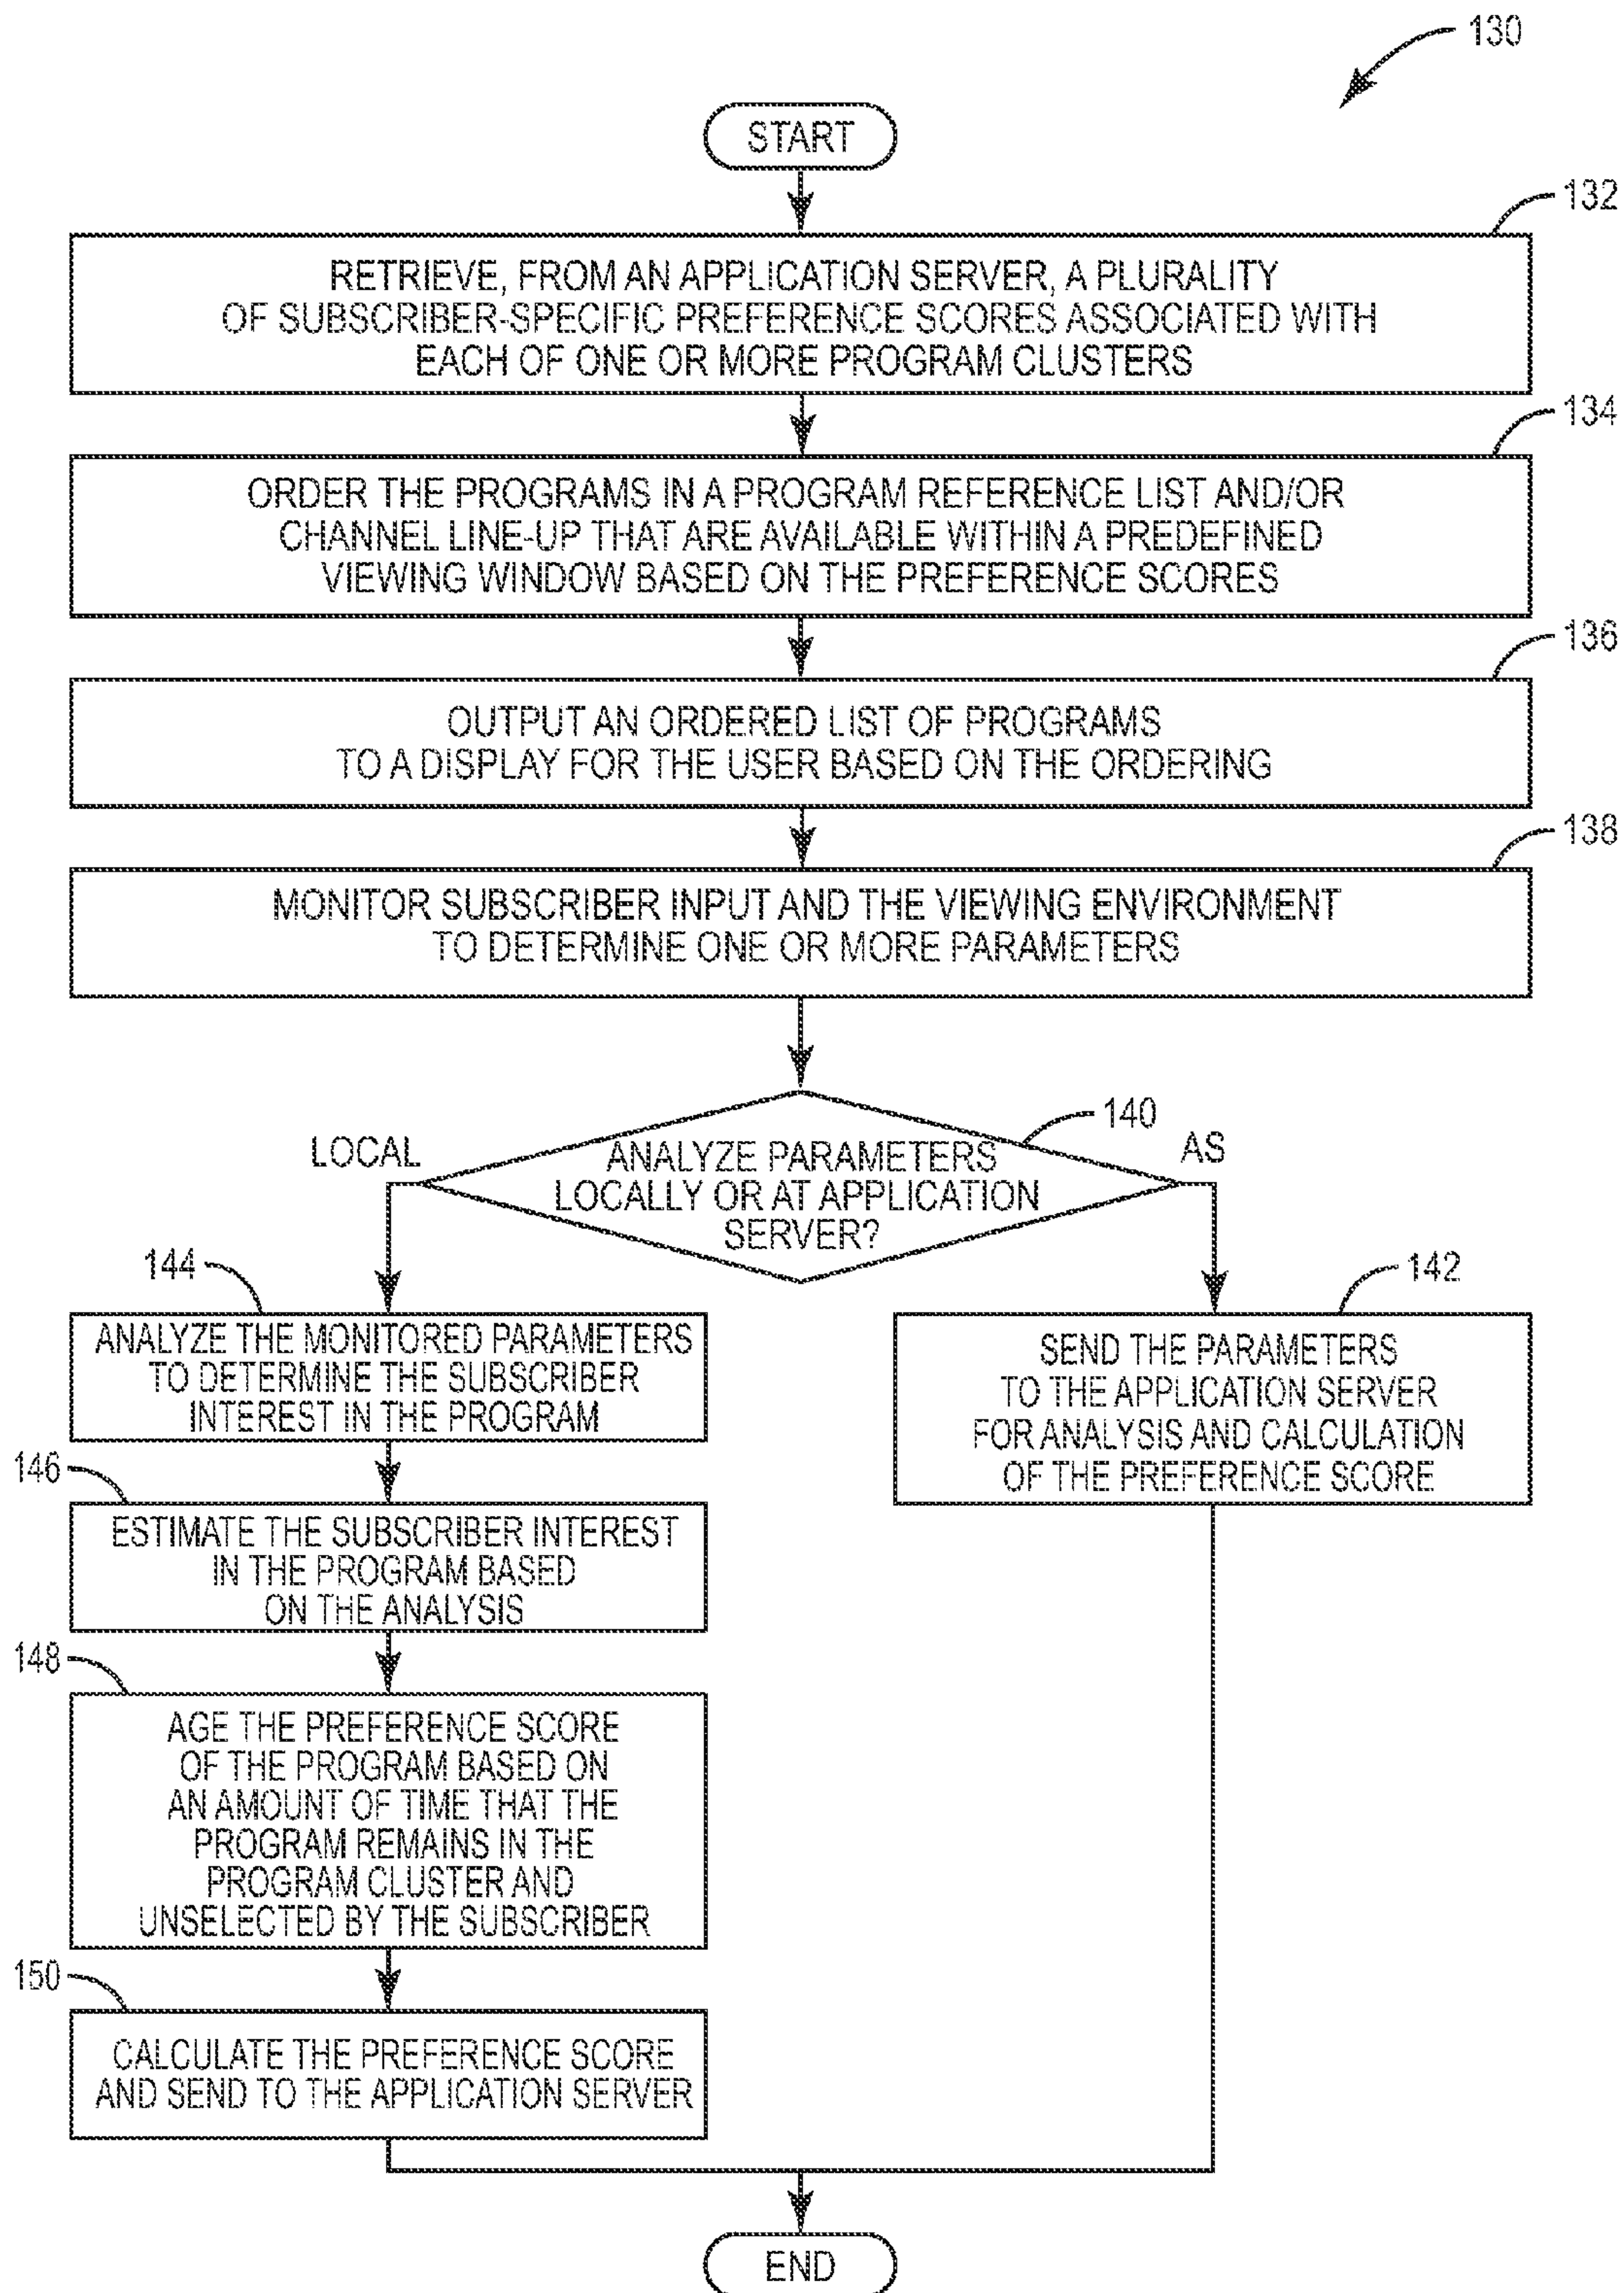 130
START
132
RETRIEVE, FROM AN APPLICATION SERVER, A PLURALITY
OF SUBSCRIBER-SPECIFIC PREFERENCE SCORES ASSOCIATED WITH
EACH OF ONE OR MORE PROGRAM CLUSTERS
134
ORDER THE PROGRAMS IN A PROGRAM REFERENCE LIST AND/OR
CHANNEL LINE-UP THAT ARE AVAILABLE WITHIN A PREDEFINED
VIEWING WINDOW BASED ON THE PREFERENCE SCORES
136
OUTPUT AN ORDERED LIST OF PROGRAMS
TO A DISPLAY FOR THE USER BASED ON THE ORDERING
138
MONITOR SUBSCRIBER INPUT AND THE VIEWING ENVIRONMENT
TO DETERMINE ONE OR MORE PARAMETERS
140
LOCAL
AS
ANALYZE PARAMETERS
LOCALLY OR AT APPLICATION
SERVER?
144
ANALYZE THE MONITORED PARAMETERS
TO DETERMINE THE SUBSCRIBER
INTEREST IN THE PROGRAM
142
SEND THE PARAMETERS
TO THE APPLICATION SERVER
FOR ANALYSIS AND CALCULATION
OF THE PREFERENCE SCORE
146
ESTIMATE THE SUBSCRIBER INTEREST
IN THE PROGRAM BASED
ON THE ANALYSIS
148
AGE THE PREFERENCE SCORE
OF THE PROGRAM BASED ON
AN AMOUNT OF TIME THAT THE
PROGRAM REMAINS IN THE
PROGRAM CLUSTER AND
UNSELECTED BY THE SUBSCRIBER
150
CALCULATE THE PREFERENCE SCORE
AND SEND TO THE APPLICATION SERVER
END